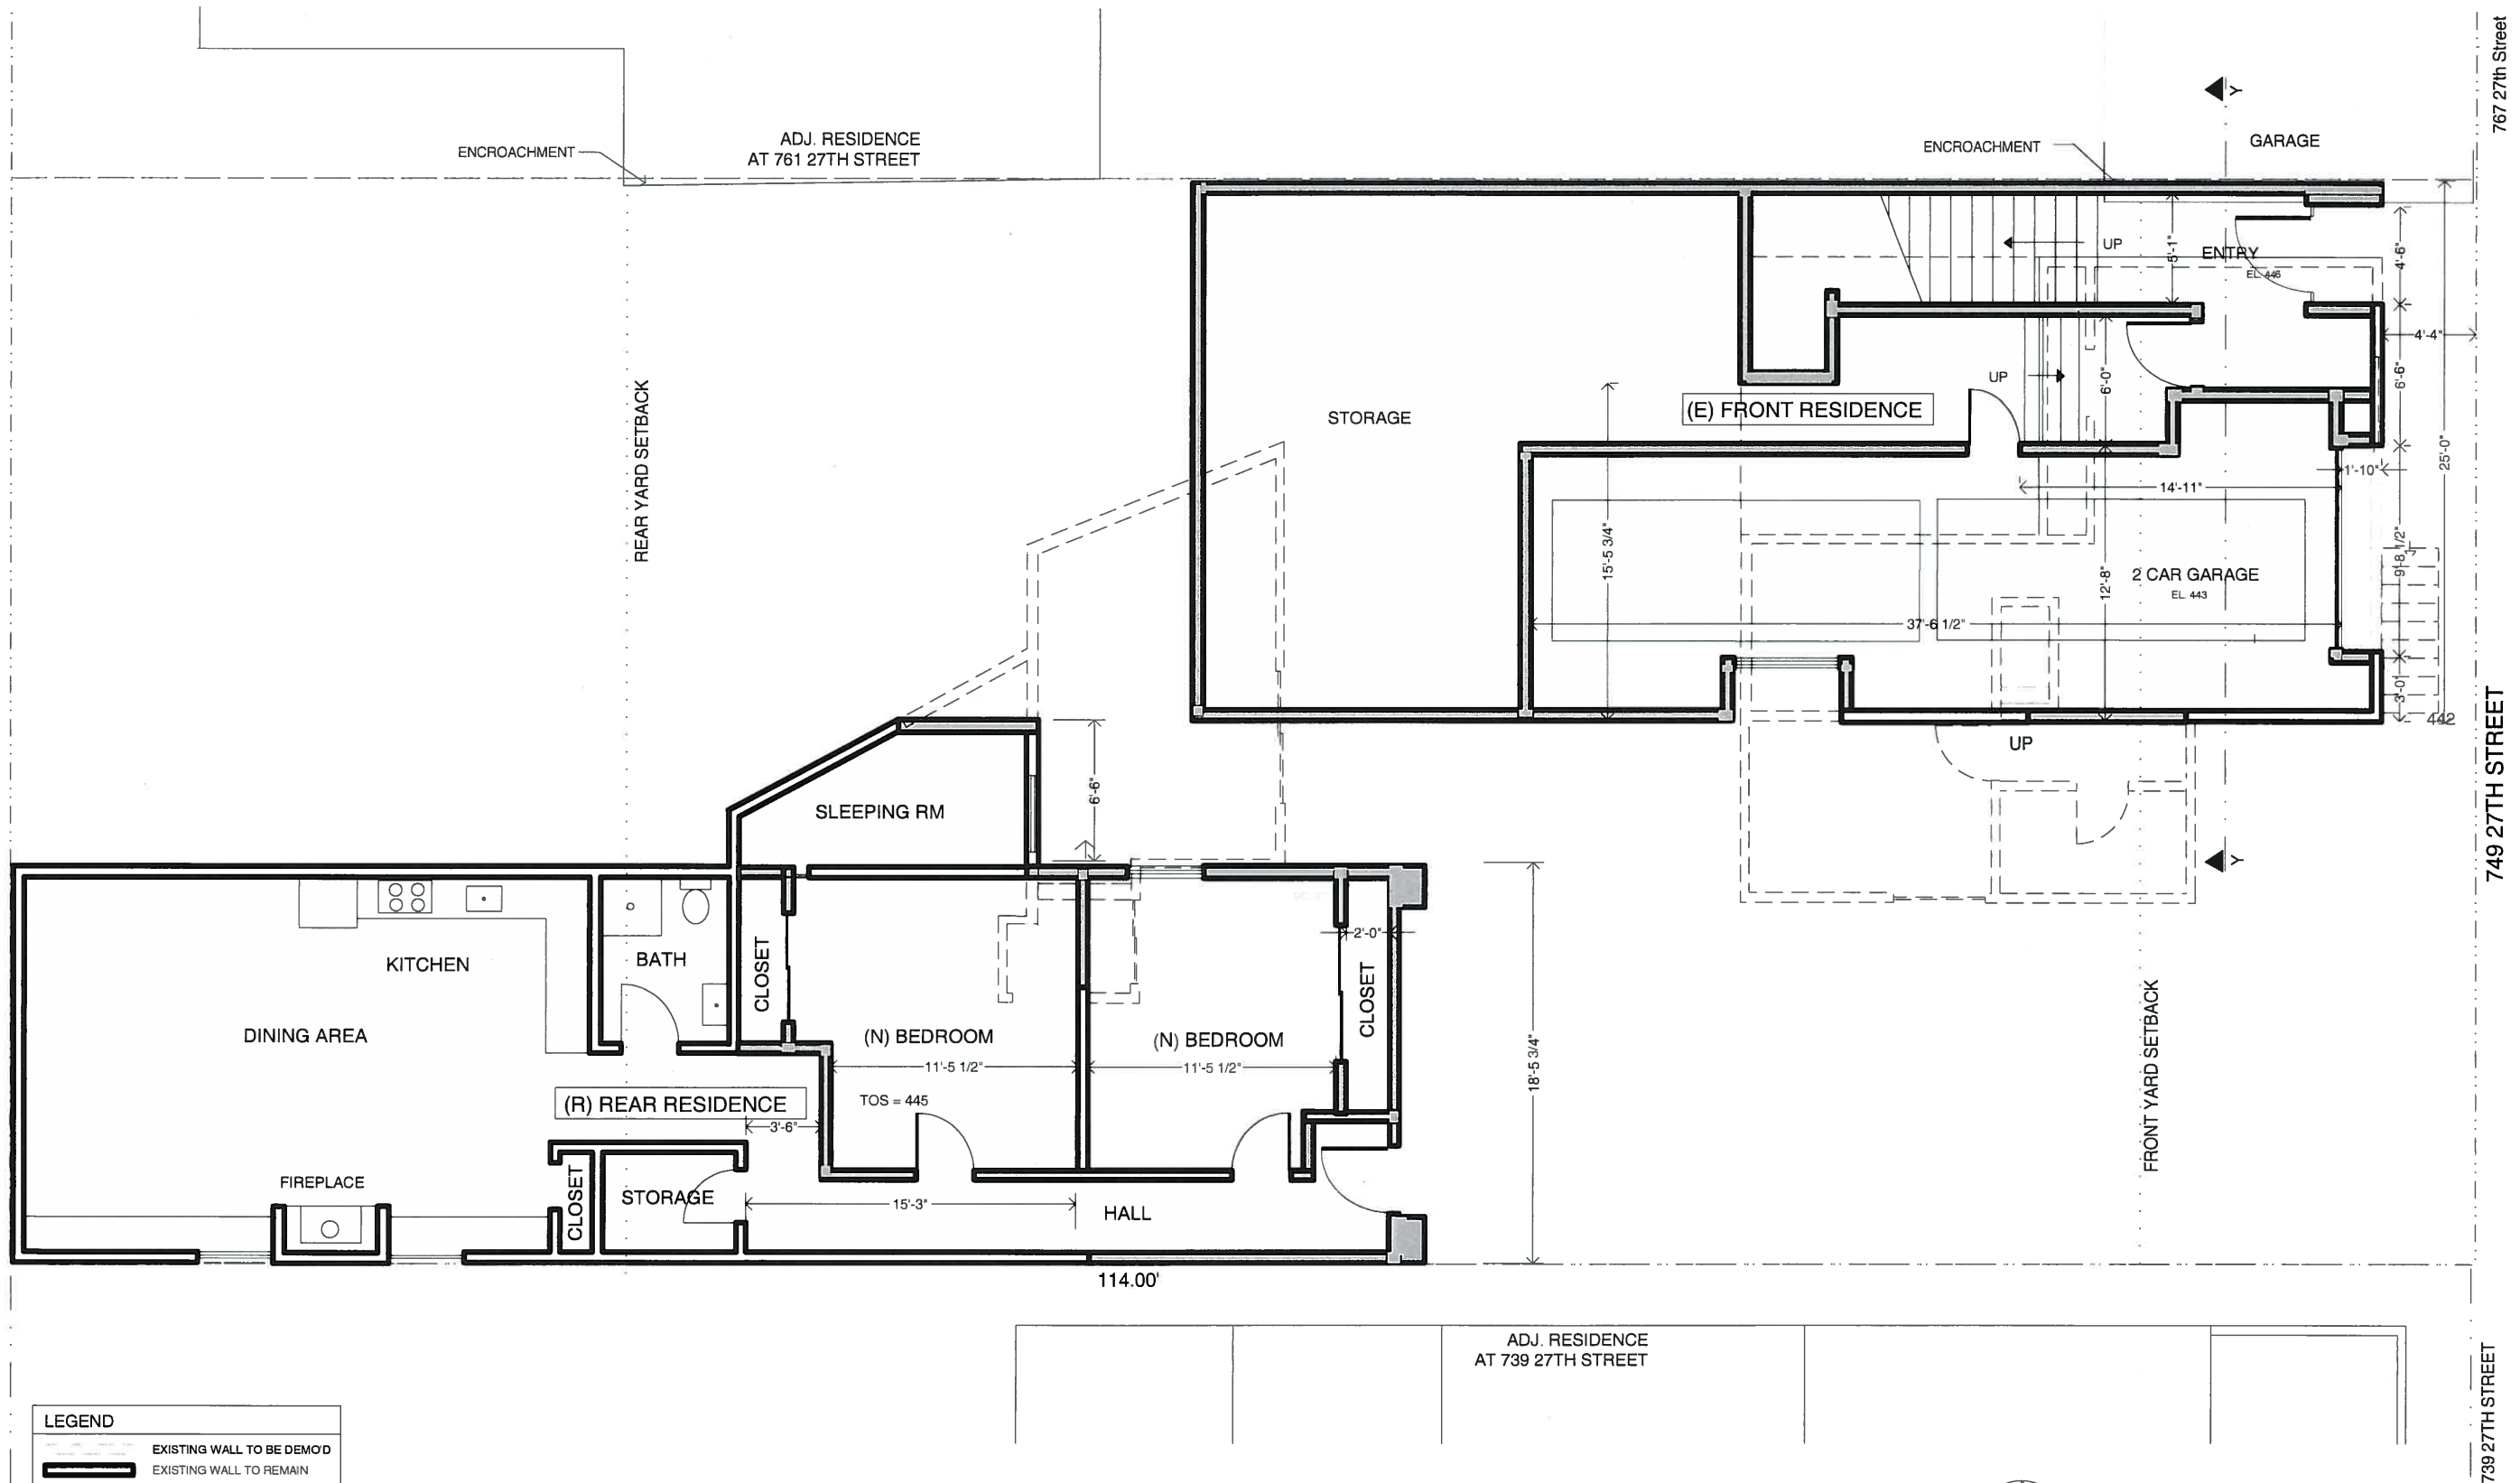 767 27th Street
Y
GARAGE
ADJ. RESIDENCE
AT 761 27TH STREET
ENCROACHMENT
ENCROACHMENT
UP
5'-1"
ENTRY
EL. 446
4'-6"
4'-4"
REAR YARD SETBACK
STORAGE
(E) FRONT RESIDENCE
UP
6'-0"
6'-6"
25'-0"
1'-10"
14'-11"
15'-5 3/4"
12'-8"
2 CAR GARAGE
EL. 443
9'-8 1/2"
37'-6 1/2"
3'-0"
442
UP
749 27TH STREET
SLEEPING RM
6'-6"
Y
KITCHEN
BATH
CLOSET
2'-0"
CLOSET
DINING AREA
(N) BEDROOM
(N) BEDROOM
11'-5 1/2"
11'-5 1/2"
18'-5 3/4"
FRONT YARD SETBACK
(R) REAR RESIDENCE
TOS = 445
3'-6"
FIREPLACE
CLOSET
STORAGE
15'-3"
HALL
114.00'
ADJ. RESIDENCE
AT 739 27TH STREET
739 27TH STREET
LEGEND
EXISTING WALL TO BE DEMO'D
EXISTING WALL TO REMAIN